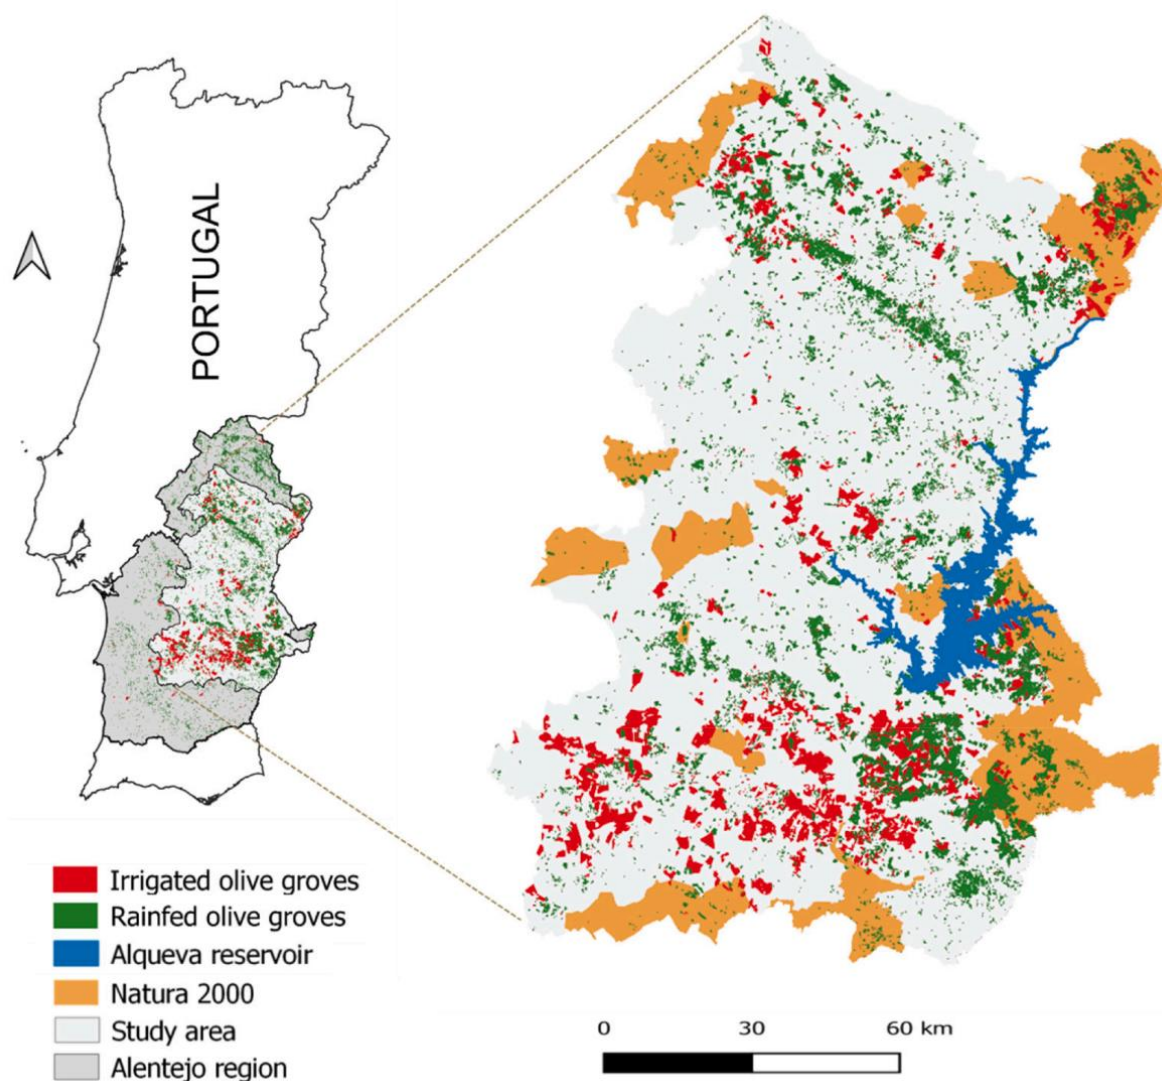 PORTUGAL
Irrigated olive groves
Rainfed olive groves
Alqueva reservoir
Natura 2000
Study area
Alentejo region
0 30 60 km